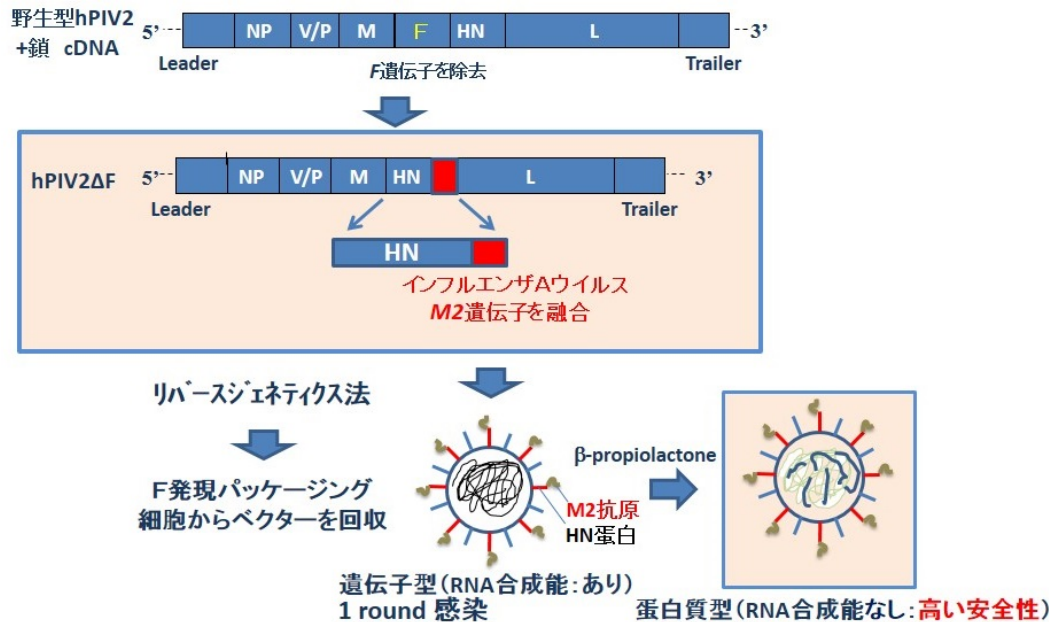 野生型hPIV2
+鎖 cDNA
5’
NP
V/P
M
F
HN
L
3’
Leader
Trailer
F遺伝子を除去
hPIV2ΔF
5’
NP
V/P
M
HN
L
3’
Leader
Trailer
HN
インフルエンザAウイルス
M2遺伝子を融合
リバースジェネティクス法
F発現パッケージング
細胞からベクターを回収
β-propiolactone
M2抗原
HN蛋白
遺伝子型(RNA合成能:あり)
1 round 感染
蛋白質型(RNA合成能なし:高い安全性)